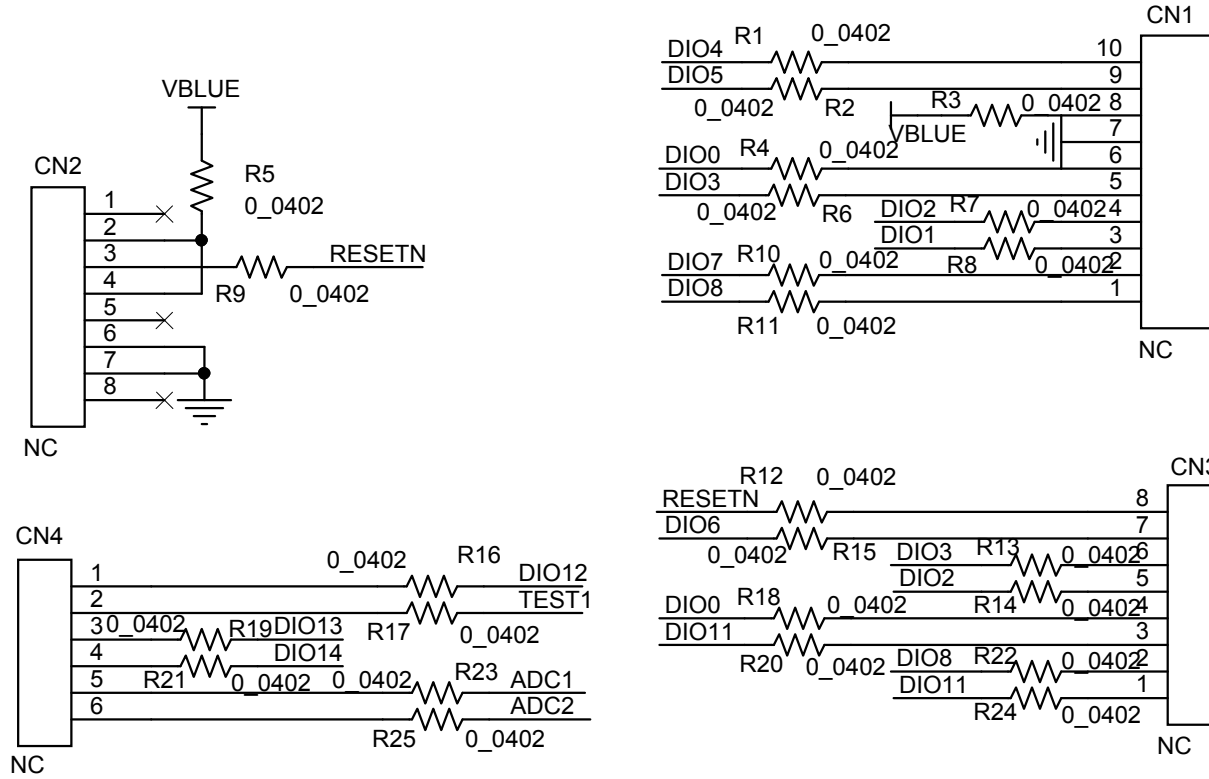 CN1
R1 0_0402
DIO4 10
DIO5 9
0_0402 R2 R3 0_0402 8
VBLUE 7
DIO0 R4 0_0402 6
DIO3 5
0_0402 R6 DIO2 R7 0_0402 4
DIO1 3
DIO7 R10 0_0402 R8 0_0402 2
DIO8 1
R11 0_0402
NC
VBLUE
CN2
R5
0_0402
1
2
3 RESETN
4 R9 0_0402
5
6
7
8
NC
CN4
0_0402 R16
1 DIO12
2 TEST1
3 0_0402 R19 DIO13 R17 0_0402
4 DIO14
R21 0_0402 0_0402 R23
5 ADC1
6 ADC2
R25 0_0402
NC
CN3
R12 0_0402
RESETN 8
DIO6 7
0_0402 R15 DIO3 R13 0_0402 6
DIO2 5
DIO0 R18 0_0402 R14 0_0402 4
DIO11 3
R20 0_0402 DIO8 R22 0_0402 2
DIO11 1
R24 0_0402
NC